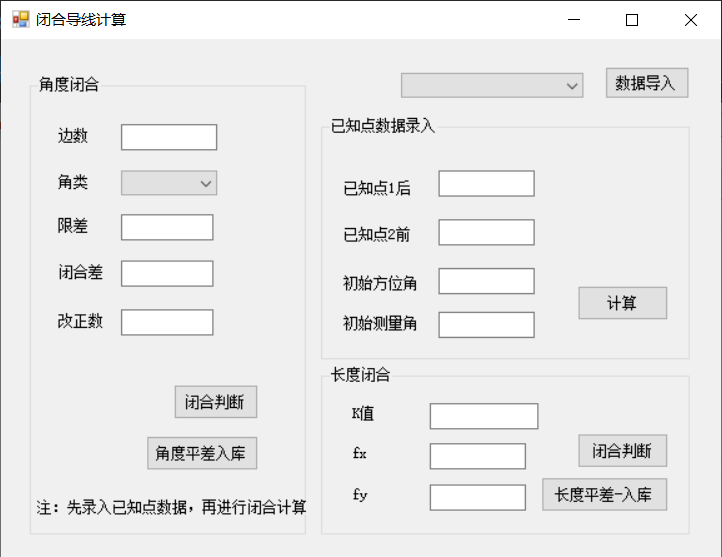 闭合导线计算
数据导入
角度闭合
边数
角类
限差
闭合差
改正数
闭合判断
角度平差入库
注：先录入已知点数据，再进行闭合计算
已知点数据录入
已知点1后
已知点2前
初始方位角
初始测量角
计算
长度闭合
K值
fx
fy
闭合判断
长度平差-入库